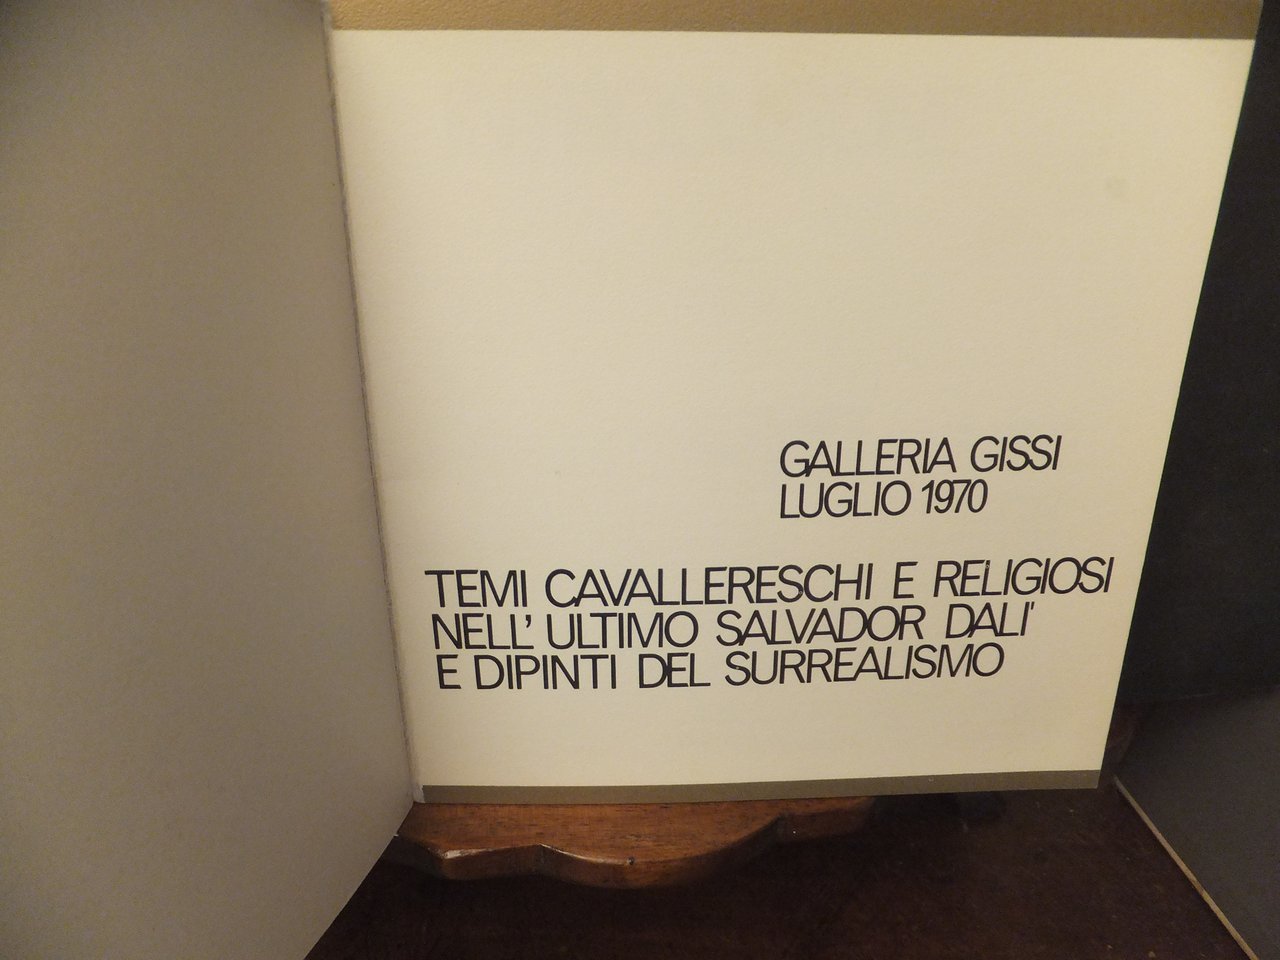 GALLERIA GISSI
LUGLIO 1970
TEMI CAVALLERESCHI E RELIGIOSI
NELL' ULTIMO SALVADOR DALI'
E DIPINTI DEL SURREALISMO